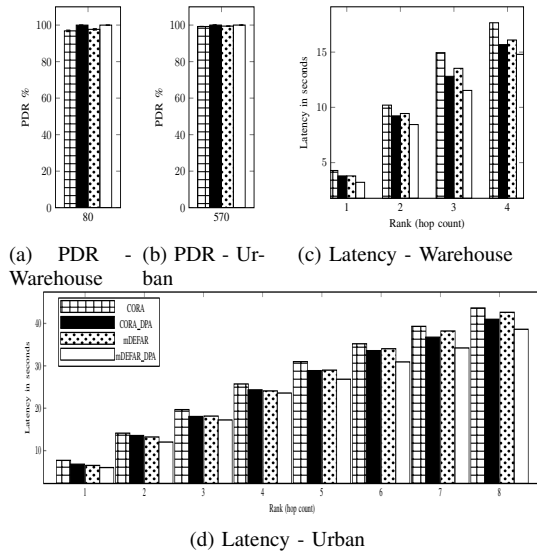 100
80
60
40
20
0
PDR %
80
100
80
60
40
20
0
PDR %
570
15
10
5
Latency in seconds
1 2 3 4
Rank (hop count)
(a) PDR - Warehouse
(b) PDR - Ur-
ban
(c) Latency - Warehouse
CORA
CORA_DPA
mDEFAR
mDEFAR_DPA
40
30
20
10
Latency in seconds
1 2 3 4 5 6 7 8
Rank (hop count)
(d) Latency - Urban